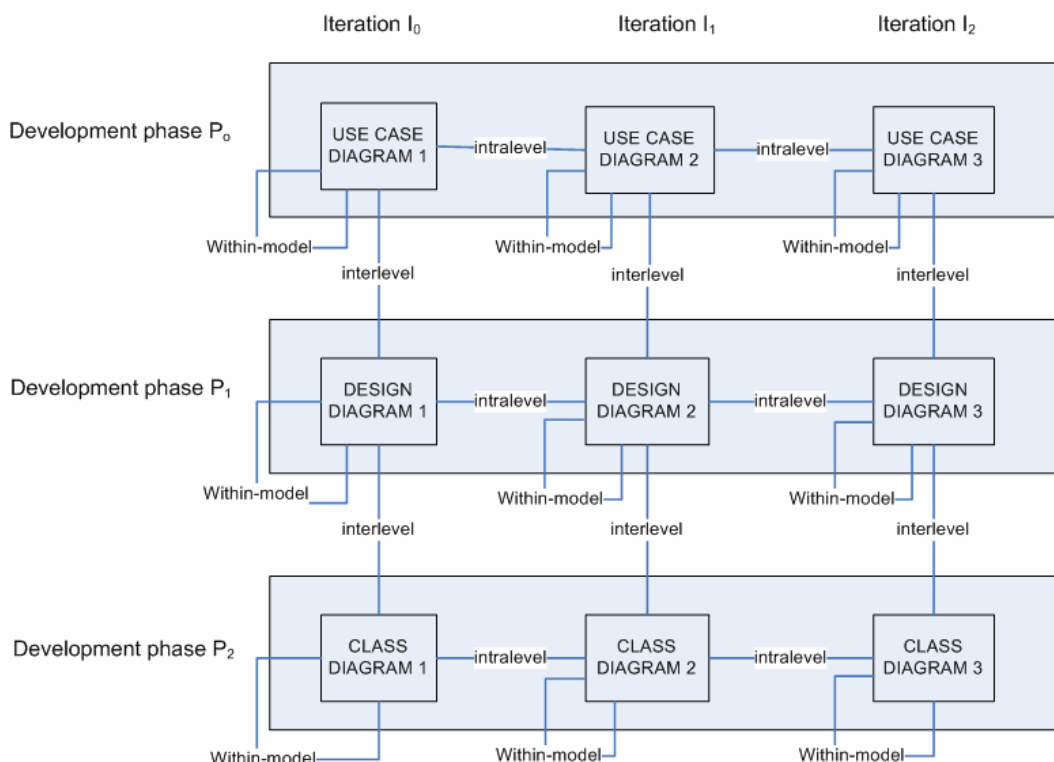 Iteration I₀ Iteration I₁ Iteration I₂
Development phase Pₒ
USE CASE
DIAGRAM 1
intralevel
USE CASE
DIAGRAM 2
intralevel
USE CASE
DIAGRAM 3
Within-model
Within-model
Within-model
interlevel
interlevel
interlevel
Development phase P₁
DESIGN
DIAGRAM 1
intralevel
DESIGN
DIAGRAM 2
intralevel
DESIGN
DIAGRAM 3
Within-model
Within-model
Within-model
interlevel
interlevel
interlevel
Development phase P₂
CLASS
DIAGRAM 1
intralevel
CLASS
DIAGRAM 2
intralevel
CLASS
DIAGRAM 3
Within-model
Within-model
Within-model